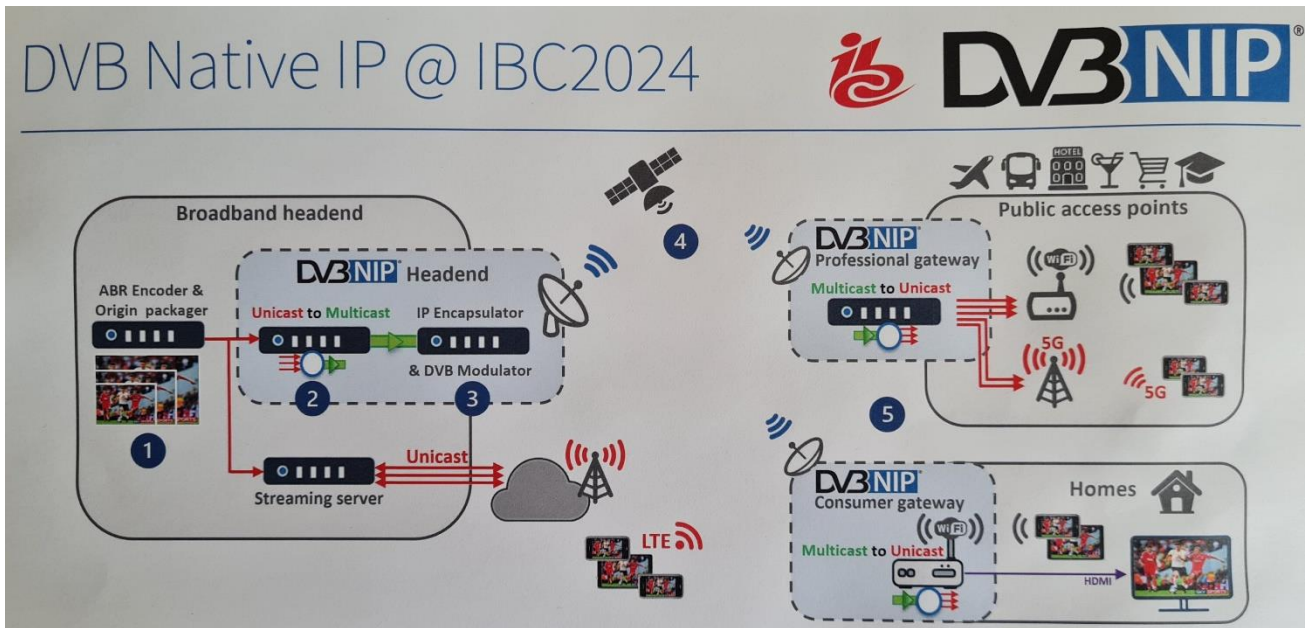 DVB Native IP @ IBC2024
ibc
DVB NIP®
HOTEL
Public access points
Broadband headend
DVB NIP Headend
ABR Encoder &
Origin packager
Unicast to Multicast
IP Encapsulator
& DVB Modulator
1
2
3
4
DVB NIP
Professional gateway
Multicast to Unicast
WiFi
5G
5G
5
Streaming server
Unicast
LTE
DVB NIP
Consumer gateway
WiFi
Multicast to Unicast
Homes
HDMI